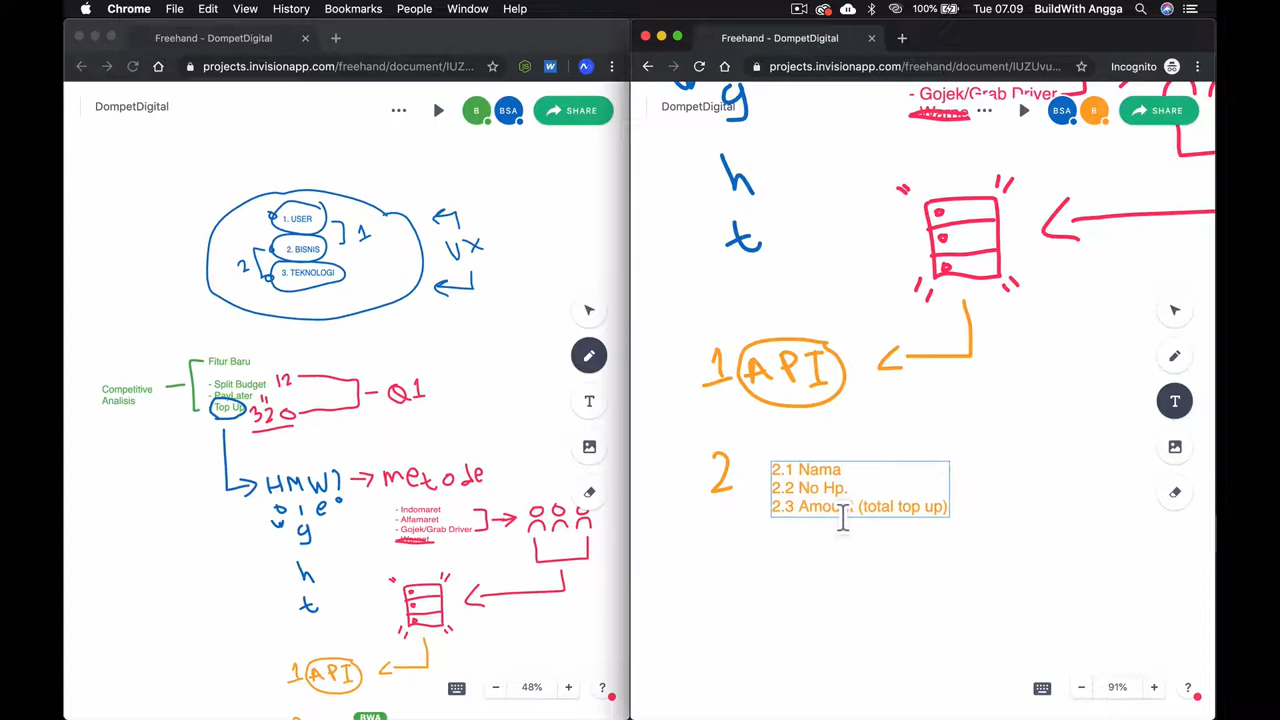 Chrome File Edit View History Bookmarks People Window Help
100% Tue 07.09 BuildWith Angga
Freehand - DompetDigital
projects.invisionapp.com/freehand/document/IUZ...
DompetDigital
B BSA SHARE
1. USER
2. BISNIS
3. TEKNOLOGI
1
2
UX
Competitive
Analisis
Fitur Baru
- Split Budget
- PayLater
- Top Up
12
11
320
Q1
HMW?
metode
o i e
g
h
t
- Indomaret
- Alfamaret
- Gojek/Grab Driver
- Warnet
1 API
BWA
48%
?
Freehand - DompetDigital
projects.invisionapp.com/freehand/document/IUZUvu...
Incognito
DompetDigital
BSA B SHARE
- Gojek/Grab Driver
g
h
t
1 API
2
2.1 Nama
2.2 No Hp.
2.3 Amount (total top up)
91%
?